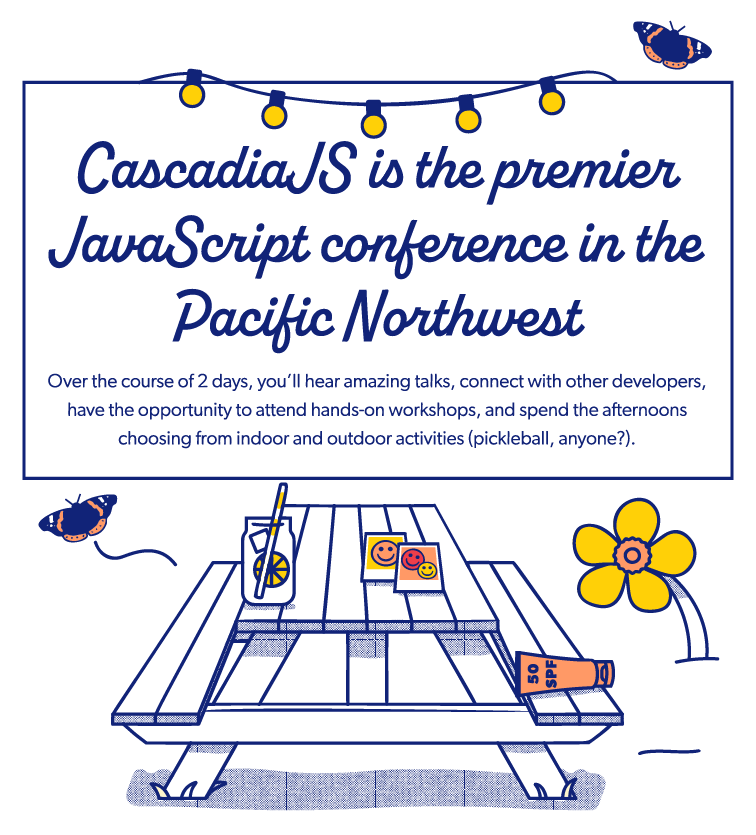 CascadiaJS is the premier
JavaScript conference in the
Pacific Northwest
Over the course of 2 days, you’ll hear amazing talks, connect with other developers,
have the opportunity to attend hands-on workshops, and spend the afternoons
choosing from indoor and outdoor activities (pickleball, anyone?).
50
SPF